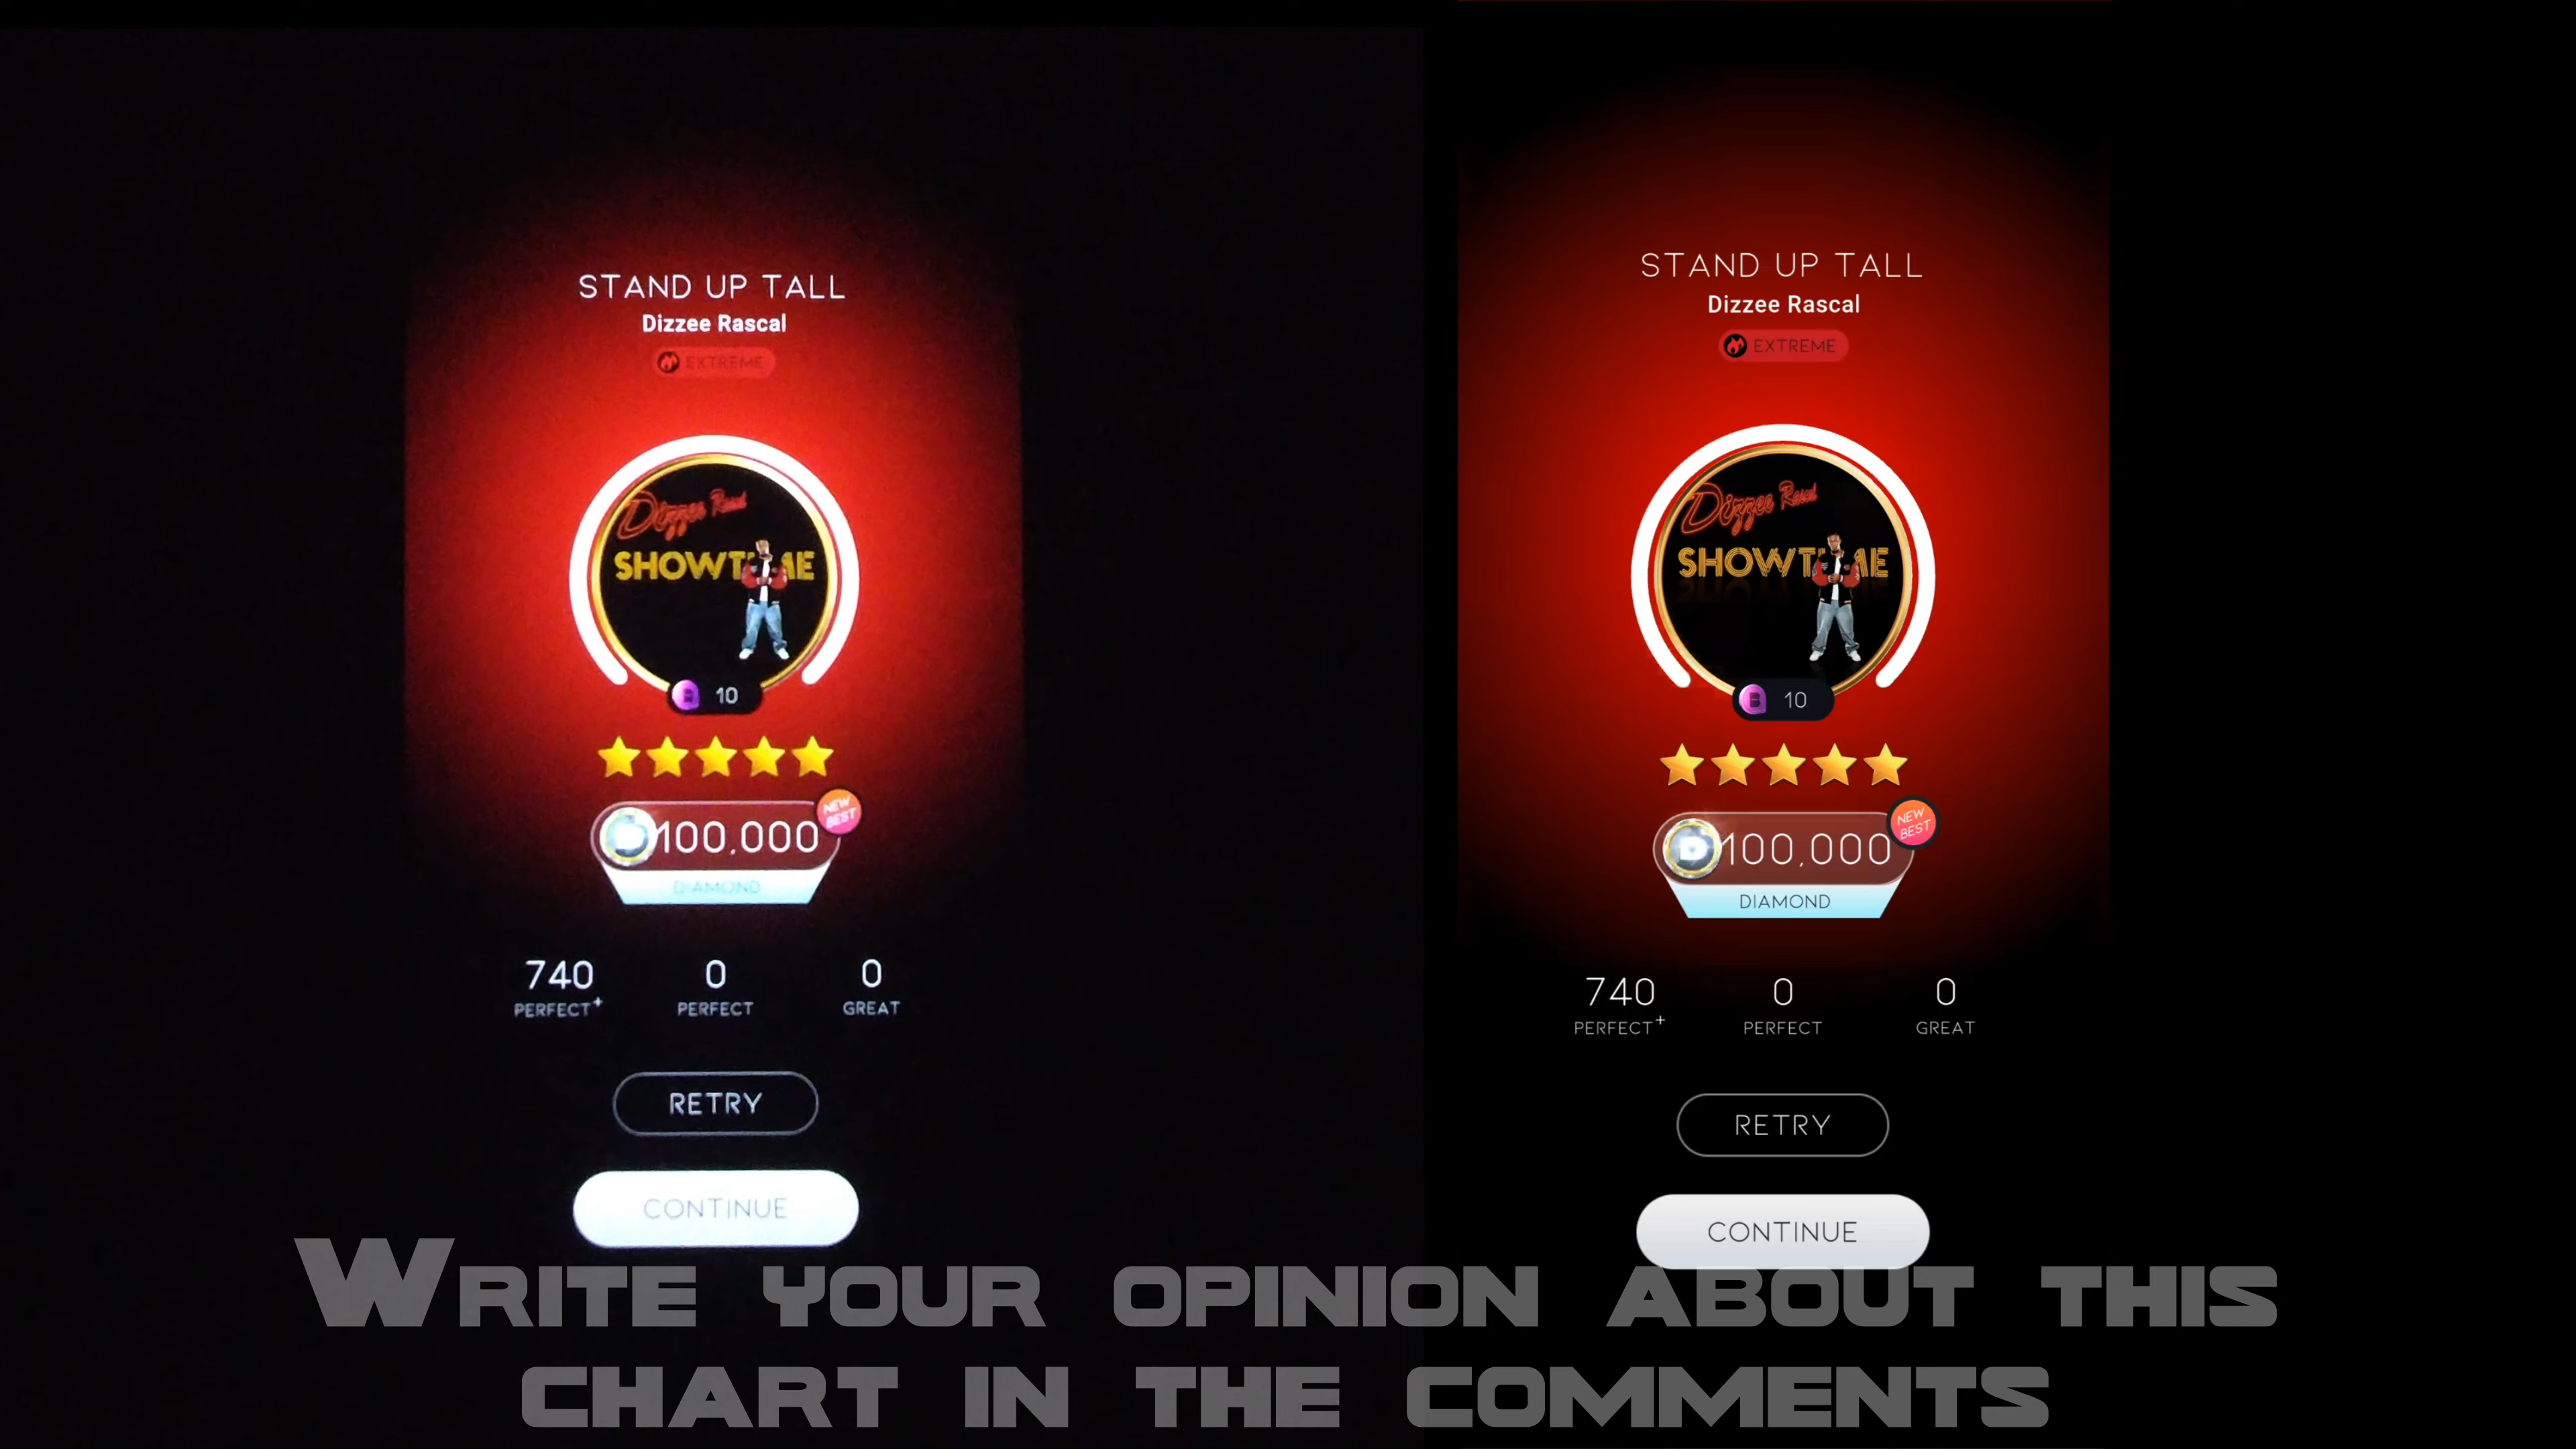 STAND UP TALL
Dizzee Rascal
EXTREME
Dizzee Rascal
SHOWTIME
10
NEW BEST
100,000
DIAMOND
740 0 0
PERFECT+ PERFECT GREAT
RETRY
CONTINUE
STAND UP TALL
Dizzee Rascal
EXTREME
Dizzee Rascal
SHOWTIME
B 10
NEW BEST
D 100,000
DIAMOND
740 0 0
PERFECT+ PERFECT GREAT
RETRY
CONTINUE
WRITE YOUR OPINION ABOUT THIS
CHART IN THE COMMENTS